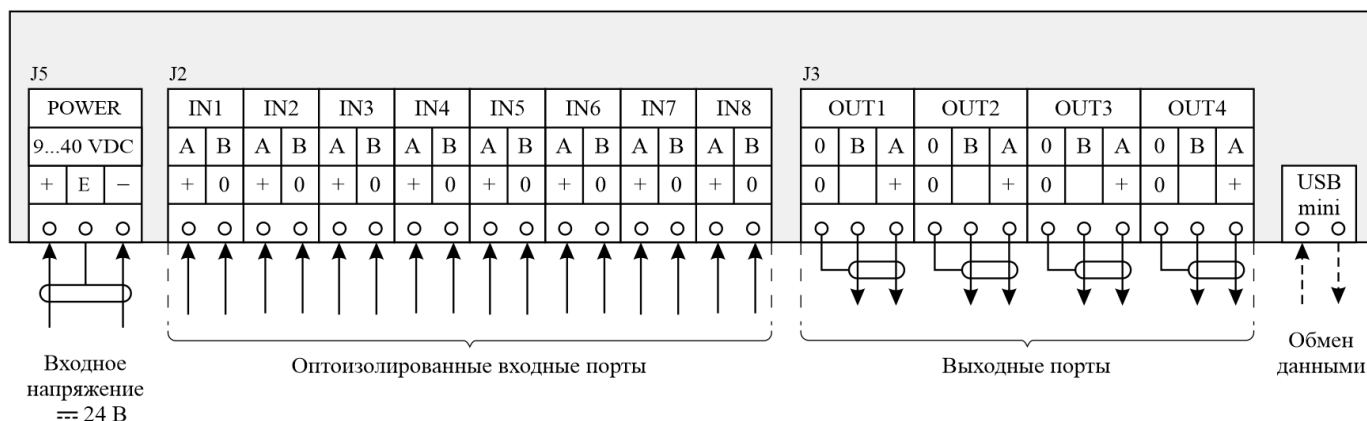 J5 J2 J3
POWER IN1 IN2 IN3 IN4 IN5 IN6 IN7 IN8 OUT1 OUT2 OUT3 OUT4
9...40 VDC A B A B A B A B A B A B A B A B 0 B A 0 B A 0 B A 0 B A
+ E − + 0 + 0 + 0 + 0 + 0 + 0 + 0 + 0 0 + 0 + 0 + 0 +
USB
mini
Входное
напряжение
⎓ 24 В
Оптоизолированные входные порты
Выходные порты
Обмен
данными